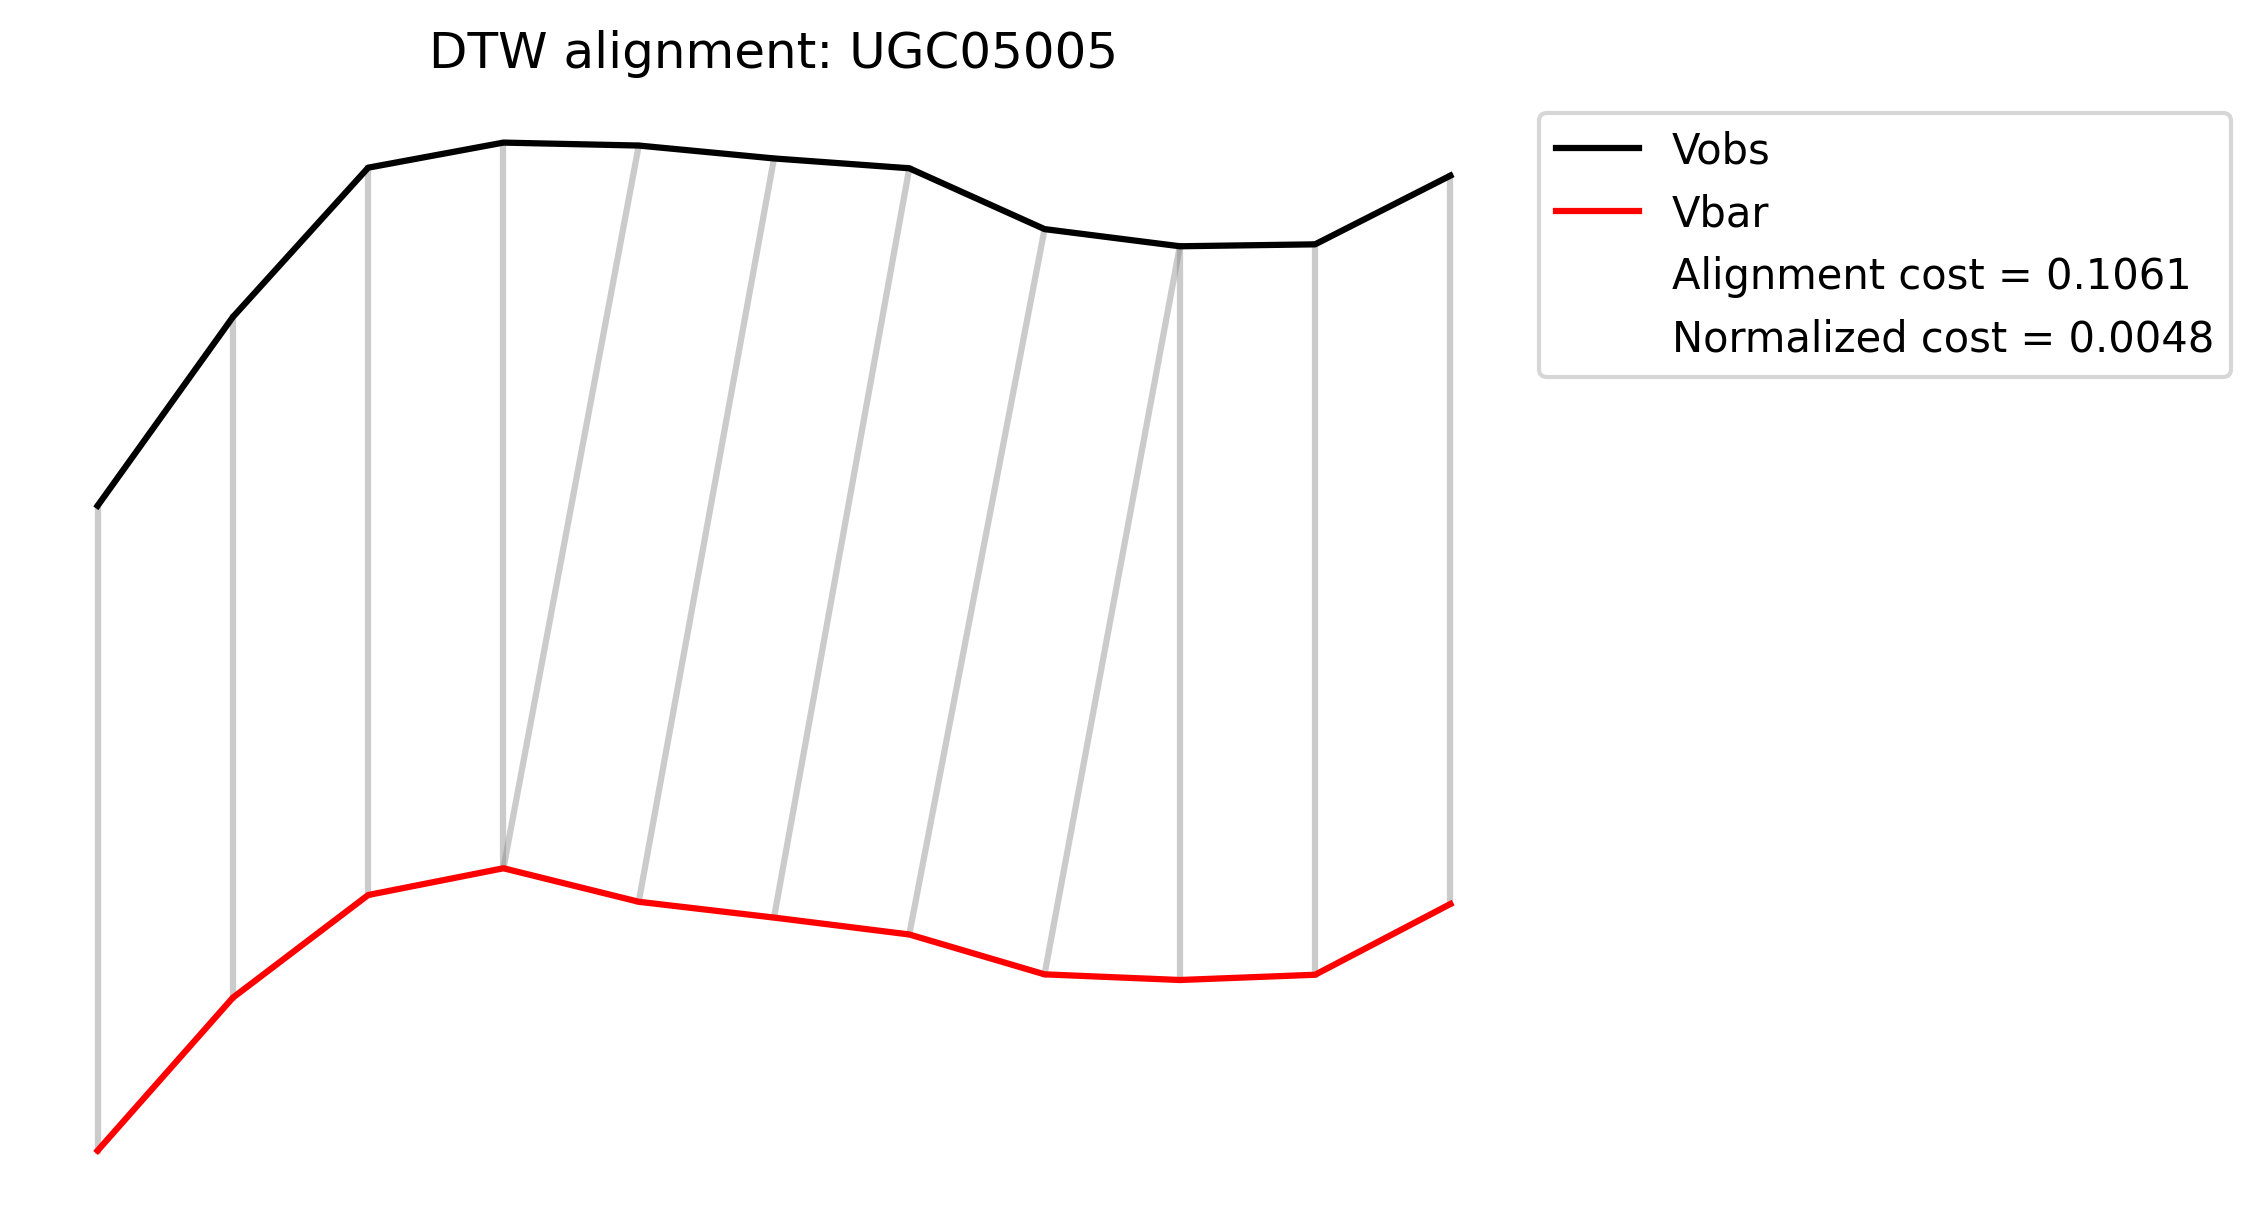 DTW alignment: UGC05005
Vobs
Vbar
Alignment cost = 0.1061
Normalized cost = 0.0048